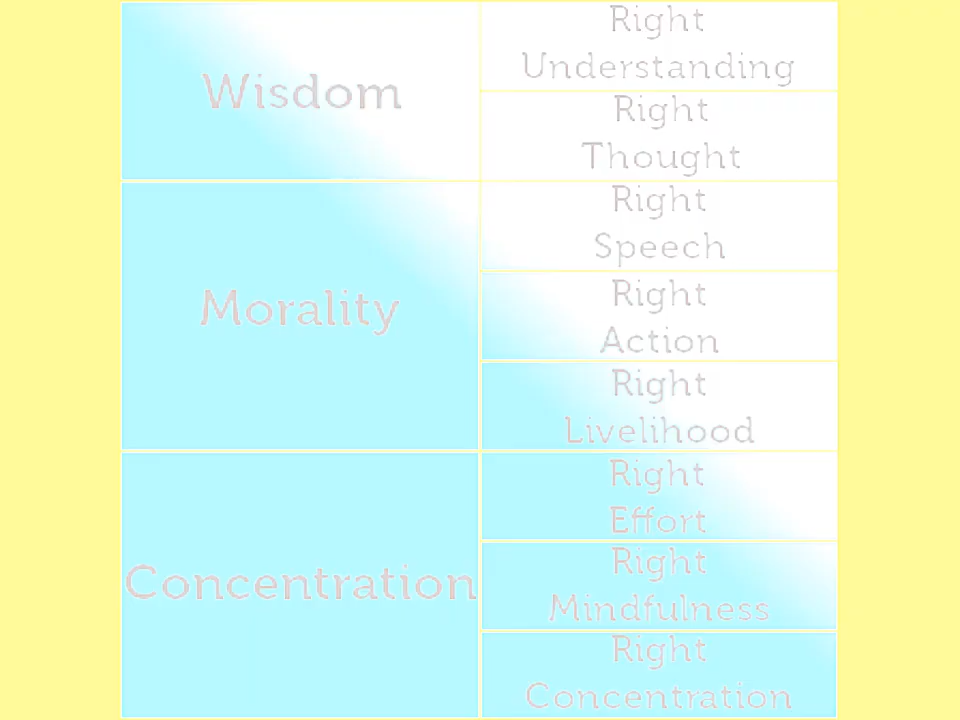 Wisdom
Right
Understanding
Right
Thought
Morality
Right
Speech
Right
Action
Right
Livelihood
Concentration
Right
Effort
Right
Mindfulness
Right
Concentration